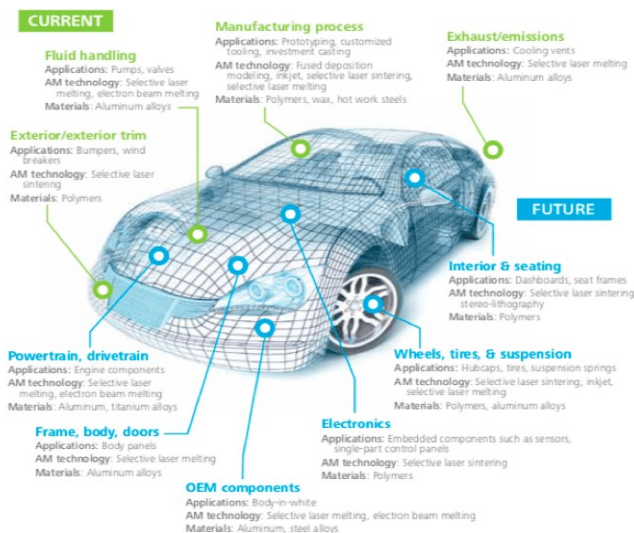 CURRENT
Fluid handling
Applications: Pumps, valves
AM technology: Selective laser
melting, electron beam melting
Materials: Aluminum alloys
Manufacturing process
Applications: Prototyping, customized
tooling, investment casting
AM technology: Fused deposition
modeling, inkjet, selective laser sintering,
selective laser melting
Materials: Polymers, wax, hot work steels
Exhaust/emissions
Applications: Cooling vents
AM technology: Selective laser melting
Materials: Aluminum alloys
Exterior/exterior trim
Applications: Bumpers, wind
breakers
AM technology: Selective laser
sintering
Materials: Polymers
FUTURE
Interior & seating
Applications: Dashboards, seat frames
AM technology: Selective laser sintering
stereo-lithography
Materials: Polymers
Powertrain, drivetrain
Applications: Engine components
AM technology: Selective laser
melting, electron beam melting
Materials: Aluminum, titanium alloys
Wheels, tires, & suspension
Applications: Hubcaps, tires, suspension springs
AM technology: Selective laser sintering, inkjet,
selective laser melting
Materials: Polymers, aluminum alloys
Frame, body, doors
Applications: Body panels
AM technology: Selective laser melting
Materials: Aluminum alloys
Electronics
Applications: Embedded components such as sensors,
single-part control panels
AM technology: Selective laser sintering
Materials: Polymers
OEM components
Applications: Body-in-white
AM technology: Selective laser melting, electron beam melting
Materials: Aluminum, steel alloys